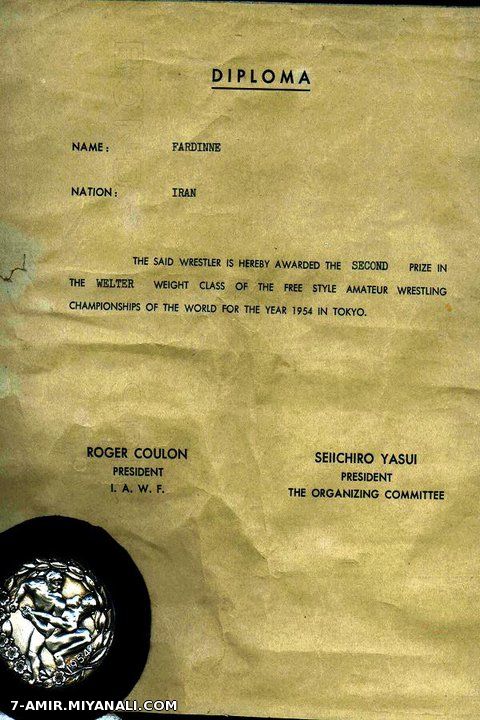 DIPLOMA
NAME: FARDINNE
NATION: IRAN
THE SAID WRESTLER IS HEREBY AWARDED THE SECOND PRIZE IN
THE WELTER WEIGHT CLASS OF THE FREE STYLE AMATEUR WRESTLING
CHAMPIONSHIPS OF THE WORLD FOR THE YEAR 1954 IN TOKYO.
ROGER COULON
PRESIDENT
I. A. W. F.
SEIICHIRO YASUI
PRESIDENT
THE ORGANIZING COMMITTEE
1954
7-AMIR.MIYANALI.COM